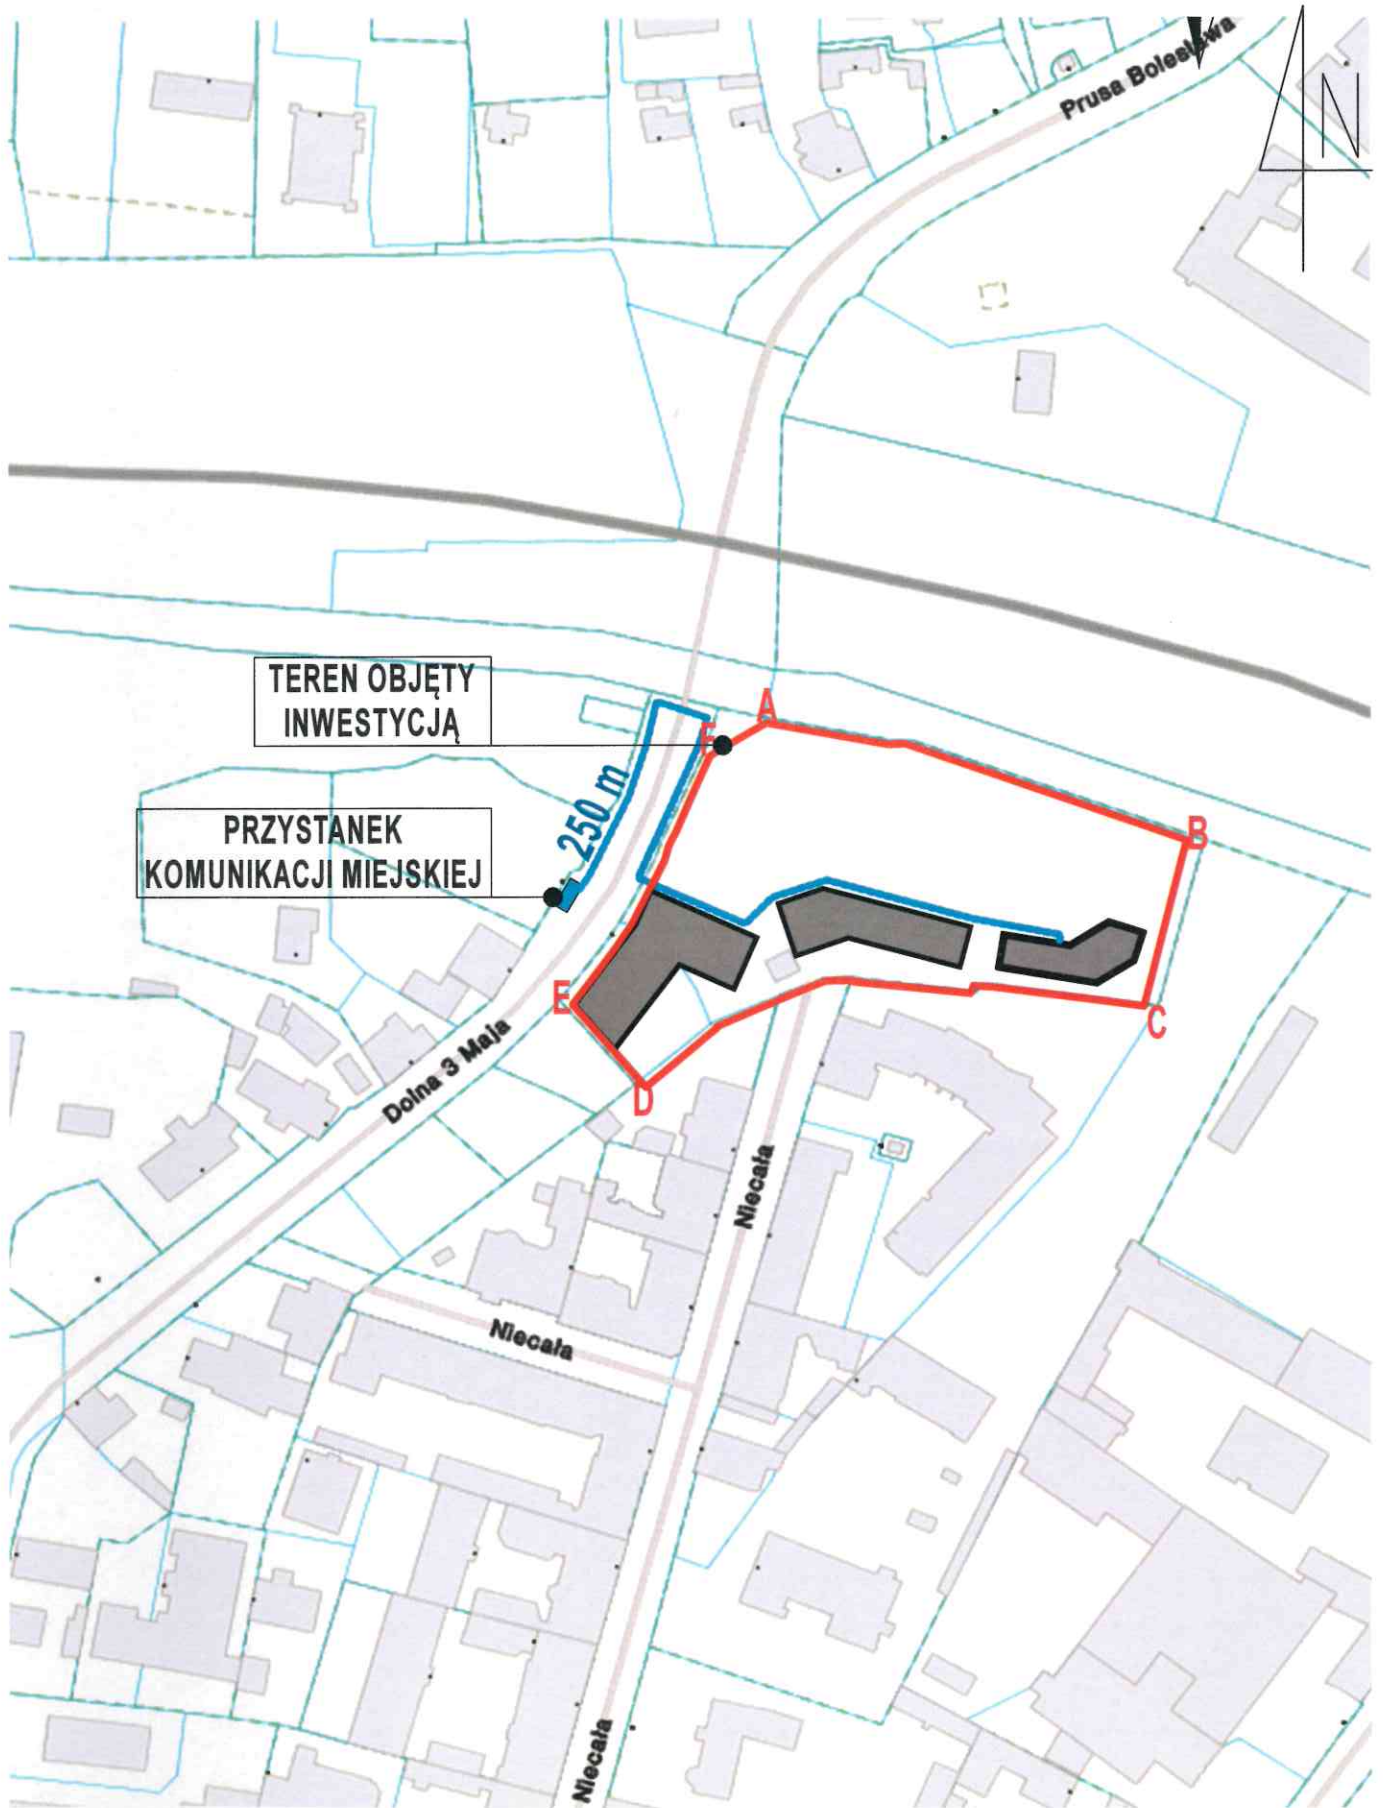 Prusa Bolesława
N
TEREN OBJĘTY
INWESTYCJĄ
A
F
250 m
PRZYSTANEK
KOMUNIKACJI MIEJSKIEJ
B
E
C
Dolna 3 Maja
D
Niecała
Niecała
Niecała